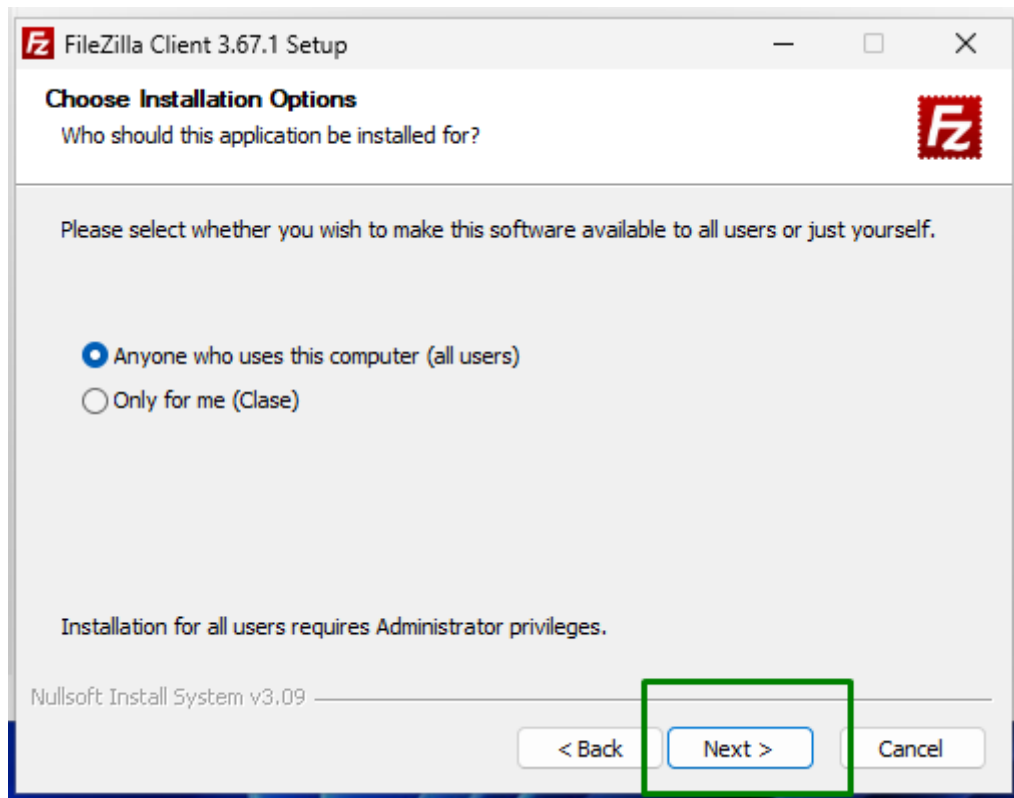 FileZilla Client 3.67.1 Setup
Choose Installation Options
Who should this application be installed for?
Fz
Please select whether you wish to make this software available to all users or just yourself.
Anyone who uses this computer (all users)
Only for me (Clase)
Installation for all users requires Administrator privileges.
Nullsoft Install System v3.09
< Back
Next >
Cancel